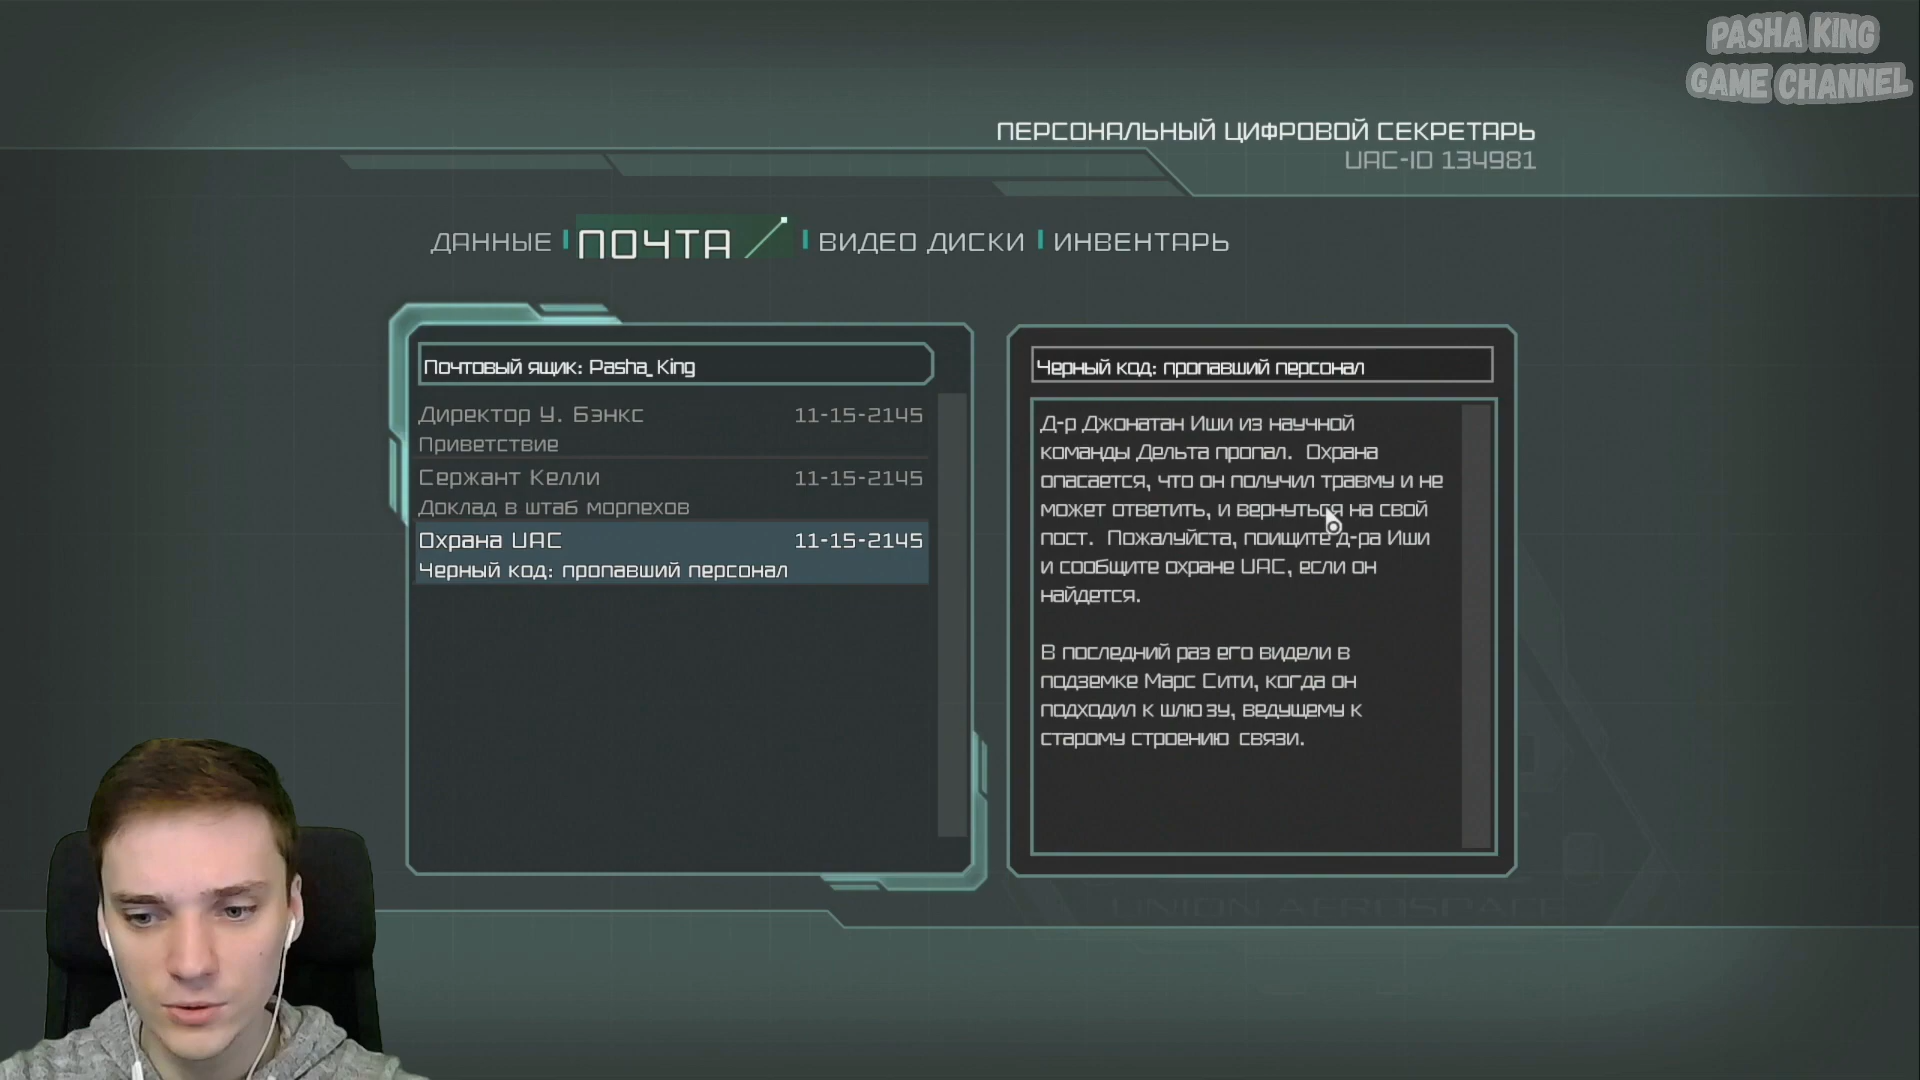 PASHA KING
GAME CHANNEL
ПЕРСОНАЛЬНЫЙ ЦИФРОВОЙ СЕКРЕТАРЬ
UAC-ID 134981
ДАННЫЕ ПОЧТА ВИДЕО ДИСКИ ИНВЕНТАРЬ
Почтовый ящик: Pasha_King
Директор У. Бэнкс 11-15-2145
Приветствие
Сержант Келли 11-15-2145
Доклад в штаб морпехов
Охрана UAC 11-15-2145
Черный код: пропавший персонал
Черный код: пропавший персонал
Д-р Джонатан Иши из научной
команды Дельта пропал. Охрана
опасается, что он получил травму и не
может ответить, и вернуться на свой
пост. Пожалуйста, поищите д-ра Иши
и сообщите охране UAC, если он
найдется.
В последний раз его видели в
подземке Марс Сити, когда он
подходил к шлюзу, ведущему к
старому строению связи.
UNION AEROSPACE